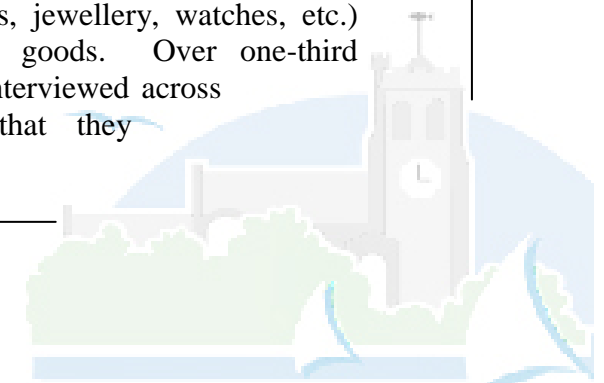 s, jewellery, watches, etc.)
goods. Over one-third
nterviewed across
that they